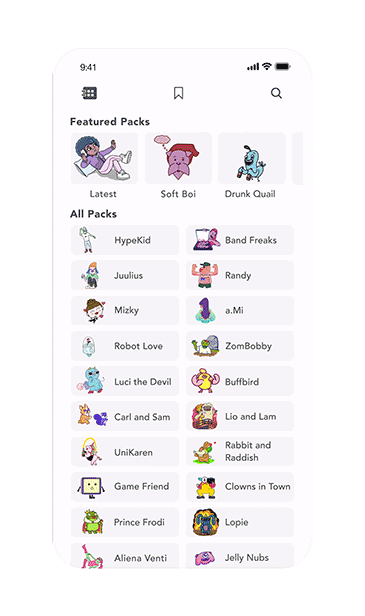 9:41
Featured Packs
Latest
Soft Boi
Drunk Quail
All Packs
HypeKid
Band Freaks
Juulius
Randy
Mizky
a.Mi
Robot Love
ZomBobby
Luci the Devil
Buffbird
Carl and Sam
Lio and Lam
UniKaren
Rabbit and
Raddish
Game Friend
Clowns in Town
Prince Frodi
Lopie
Aliena Venti
Jelly Nubs